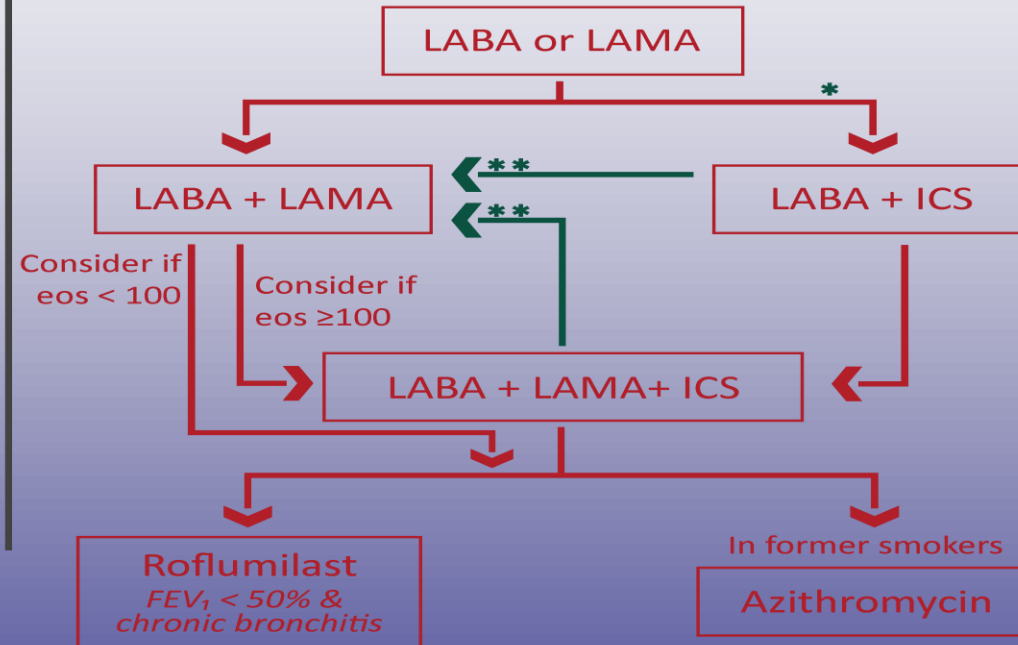 LABA or LAMA
*
**
LABA + LAMA
LABA + ICS
**
Consider if
eos < 100
Consider if
eos ≥100
LABA + LAMA+ ICS
Roflumilast
FEV₁ < 50% &
chronic bronchitis
In former smokers
Azithromycin